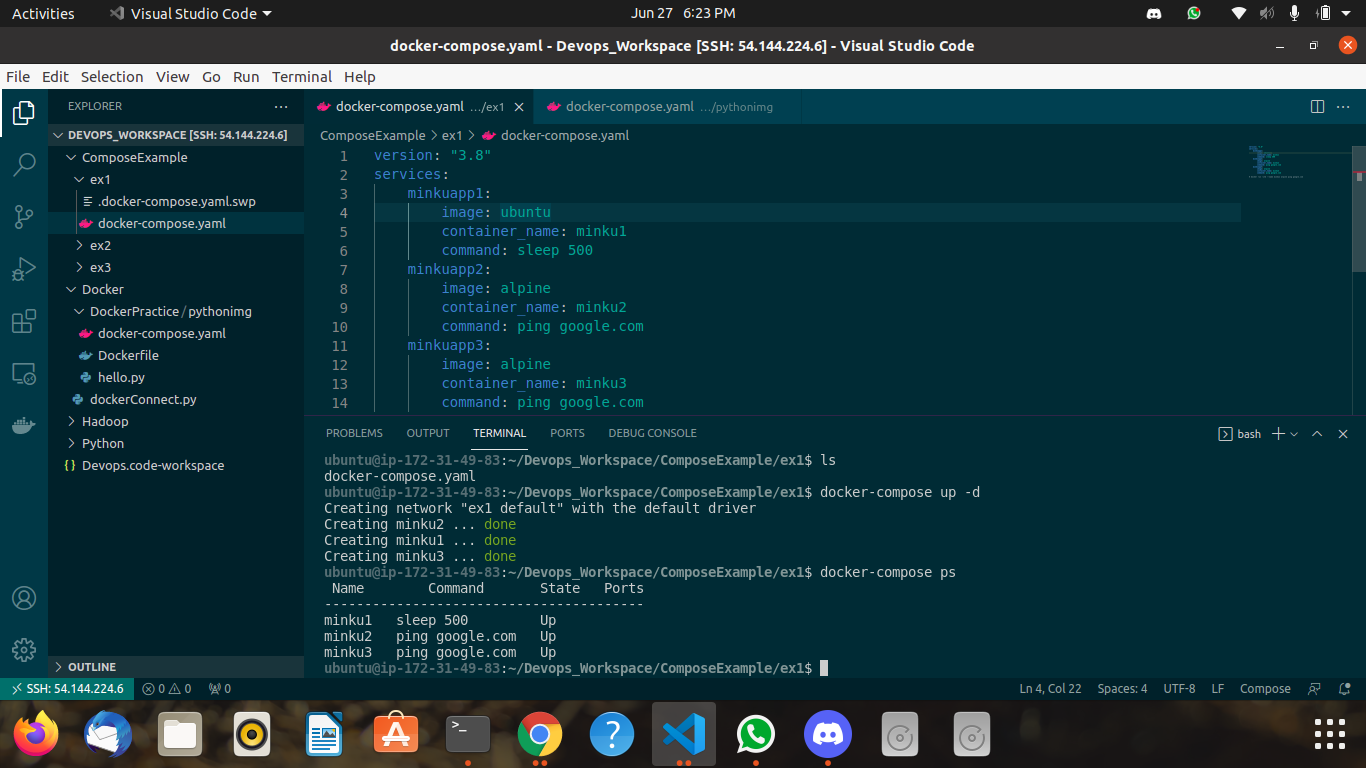 Activities
Visual Studio Code
Jun 27 6:23 PM
docker-compose.yaml - Devops_Workspace [SSH: 54.144.224.6] - Visual Studio Code
File Edit Selection View Go Run Terminal Help
EXPLORER
DEVOPS_WORKSPACE [SSH: 54.144.224.6]
ComposeExample
ex1
.docker-compose.yaml.swp
docker-compose.yaml
ex2
ex3
Docker
DockerPractice / pythonimg
docker-compose.yaml
Dockerfile
hello.py
dockerConnect.py
Hadoop
Python
Devops.code-workspace
OUTLINE
docker-compose.yaml .../ex1
docker-compose.yaml .../pythonimg
ComposeExample > ex1 > docker-compose.yaml
1 version: "3.8"
2 services:
3     minkuapp1:
4         image: ubuntu
5         container_name: minku1
6         command: sleep 500
7     minkuapp2:
8         image: alpine
9         container_name: minku2
10         command: ping google.com
11     minkuapp3:
12         image: alpine
13         container_name: minku3
14         command: ping google.com
PROBLEMS OUTPUT TERMINAL PORTS DEBUG CONSOLE
bash
ubuntu@ip-172-31-49-83:~/Devops_Workspace/ComposeExample/ex1$ ls
docker-compose.yaml
ubuntu@ip-172-31-49-83:~/Devops_Workspace/ComposeExample/ex1$ docker-compose up -d
Creating network "ex1 default" with the default driver
Creating minku2 ... done
Creating minku1 ... done
Creating minku3 ... done
ubuntu@ip-172-31-49-83:~/Devops_Workspace/ComposeExample/ex1$ docker-compose ps
Name Command State Ports
----------------------------------------
minku1 sleep 500 Up
minku2 ping google.com Up
minku3 ping google.com Up
ubuntu@ip-172-31-49-83:~/Devops_Workspace/ComposeExample/ex1$
SSH: 54.144.224.6
0 0
0
Ln 4, Col 22 Spaces: 4 UTF-8 LF Compose